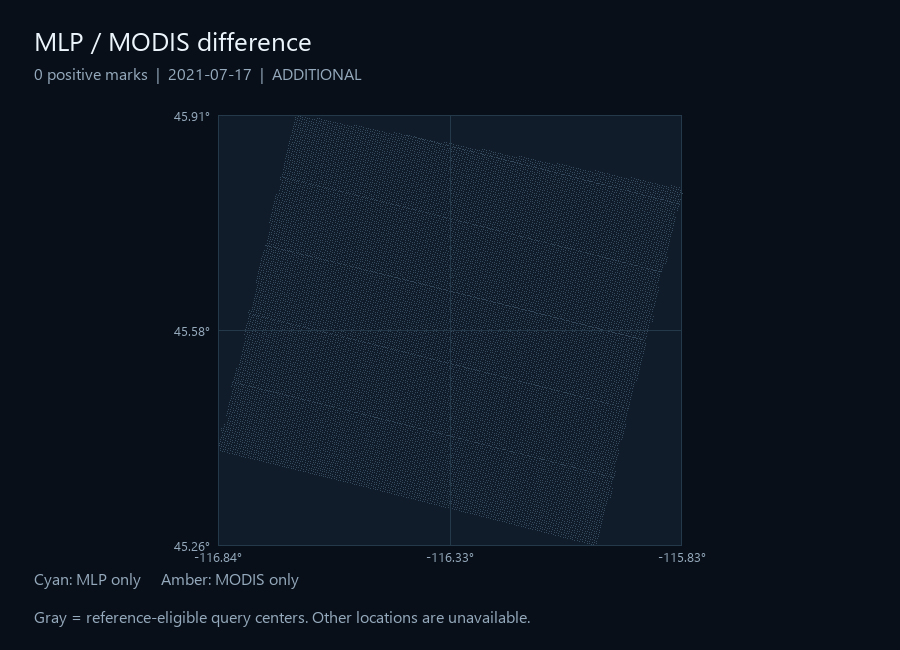 MLP / MODIS difference
0 positive marks | 2021-07-17 | ADDITIONAL
45.91°
45.58°
45.26°
-116.84° -116.33° -115.83°
Cyan: MLP only Amber: MODIS only
Gray = reference-eligible query centers. Other locations are unavailable.